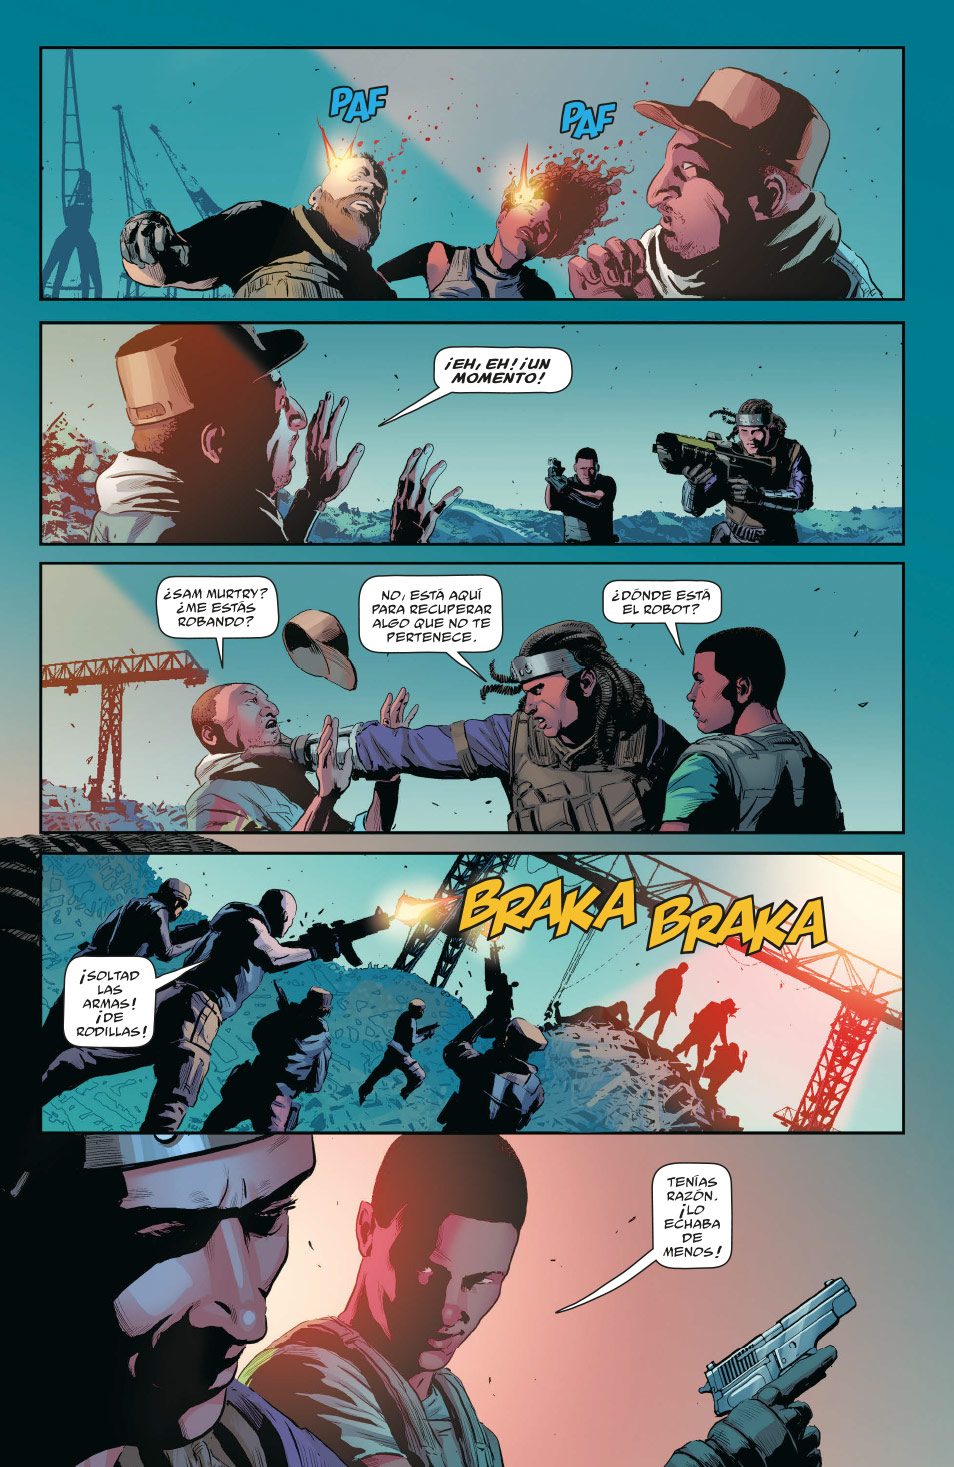 PAF
PAF
¡EH, EH! ¡UN
MOMENTO!
¿SAM MURTRY?
¿ME ESTÁS
ROBANDO?
NO, ESTÁ AQUÍ
PARA RECUPERAR
ALGO QUE NO TE
PERTENECE.
¿DÓNDE ESTÁ
EL ROBOT?
BRAKA
BRAKA
¡SOLTAD
LAS
ARMAS!
¡DE
RODILLAS!
TENÍAS
RAZÓN.
¡LO
ECHABA
DE
MENOS!